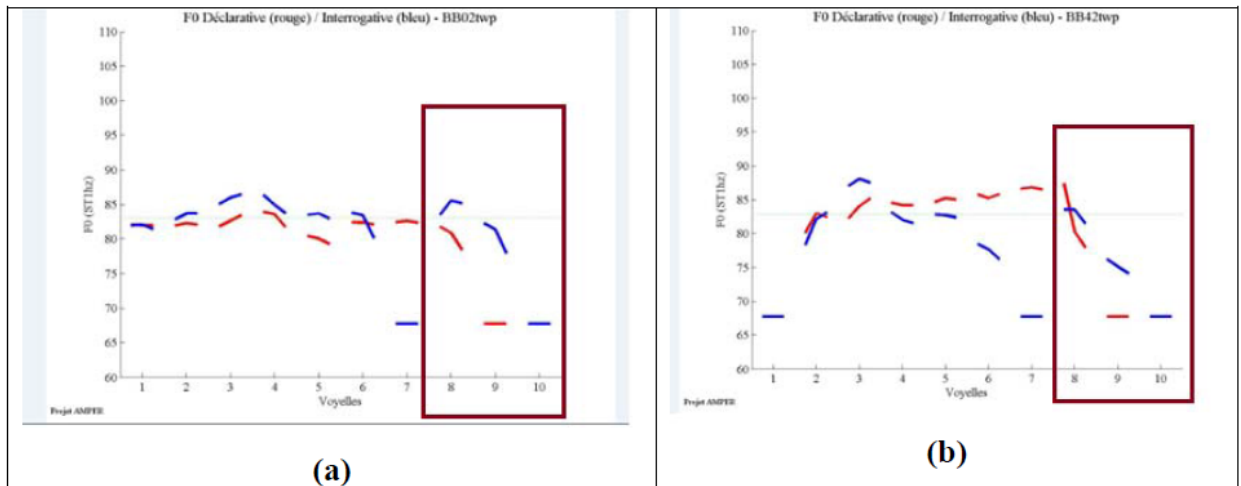 F0 Déclarative (rouge) / Interrogative (bleu) - BB02twp
110
105
100
95
90
85
80
75
70
65
60
F0 (ST1hz)
1 2 3 4 5 6 7 8 9 10
Voyelles
Projet AMPER
(a)
F0 Déclarative (rouge) / Interrogative (bleu) - BB42twp
110
105
100
95
90
85
80
75
70
65
60
F0 (ST1hz)
1 2 3 4 5 6 7 8 9 10
Voyelles
Projet AMPER
(b)